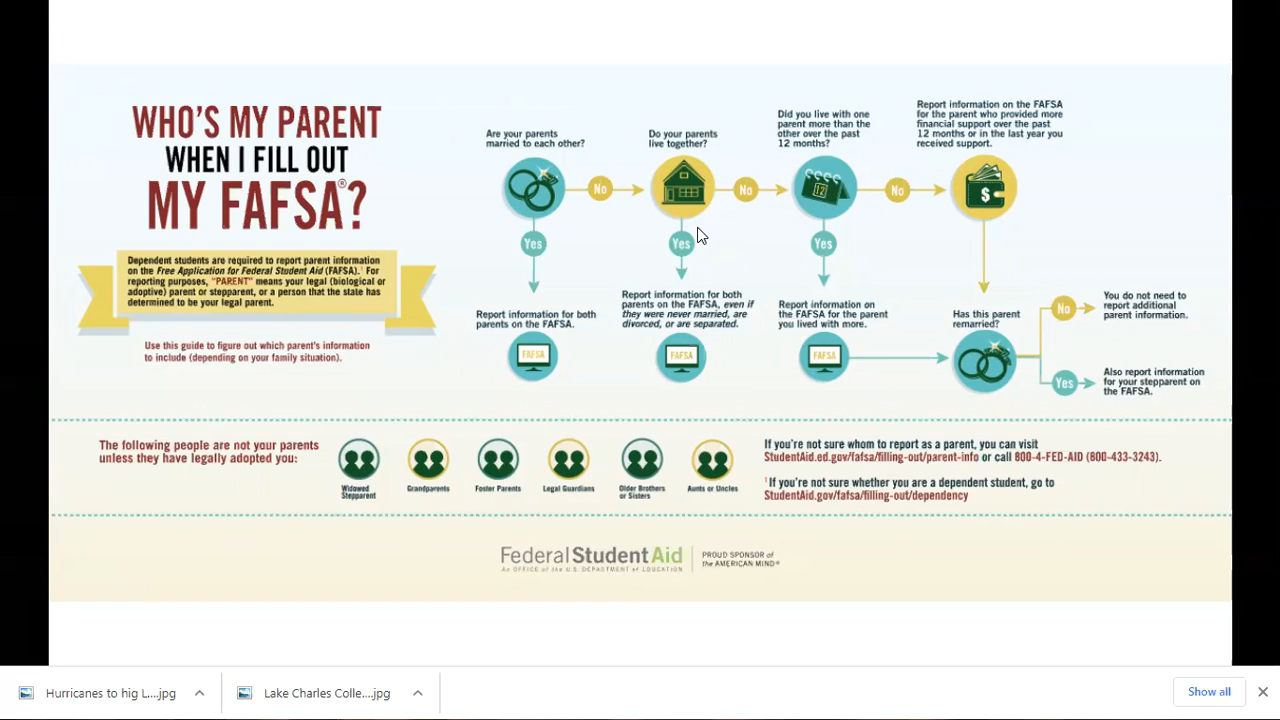 WHO'S MY PARENT
WHEN I FILL OUT
MY FAFSA®?
Dependent students are required to report parent information
on the Free Application for Federal Student Aid (FAFSA).¹ For
reporting purposes, "PARENT" means your legal (biological or
adoptive) parent or stepparent, or a person that the state has
determined to be your legal parent.
Use this guide to figure out which parent's information
to include (depending on your family situation).
Are your parents
married to each other?
No
Yes
Report information for both
parents on the FAFSA.
FAFSA
Do your parents
live together?
No
Yes
Report information for both
parents on the FAFSA, even if
they were never married, are
divorced, or are separated.
FAFSA
Did you live with one
parent more than the
other over the past
12 months?
12
No
Yes
Report information on
the FAFSA for the parent
you lived with more.
FAFSA
Report information on the FAFSA
for the parent who provided more
financial support over the past
12 months or in the last year you
received support.
$
Has this parent
remarried?
No
You do not need to
report additional
parent information.
Yes
Also report information
for your stepparent on
the FAFSA.
The following people are not your parents
unless they have legally adopted you:
Widowed
Stepparent
Grandparents
Foster Parents
Legal Guardians
Older Brothers
or Sisters
Aunts or Uncles
If you're not sure whom to report as a parent, you can visit
StudentAid.ed.gov/fafsa/filling-out/parent-info or call 800-4-FED-AID (800-433-3243).
¹ If you're not sure whether you are a dependent student, go to
StudentAid.gov/fafsa/filling-out/dependency
Federal Student Aid
An OFFICE of the U.S. DEPARTMENT of EDUCATION
PROUD SPONSOR of
the AMERICAN MIND®
Hurricanes to hig L....jpg
Lake Charles Colle....jpg
Show all